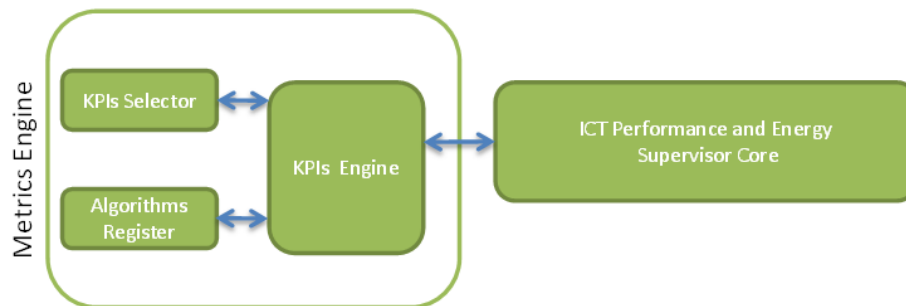 Metrics Engine
KPIs Selector
Algorithms
Register
KPIs Engine
ICT Performance and Energy
Supervisor Core